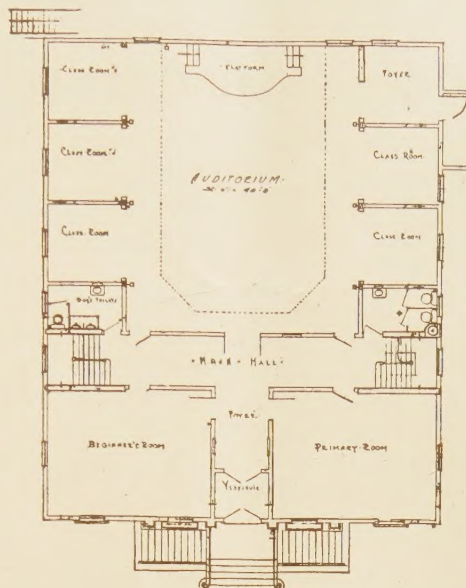 PLATFORM
FOYER
CLASS ROOM
CLASS ROOM
CLASS ROOM
AUDITORIUM
CLASS ROOM
CLASS ROOM
BOYS TOILET
MAIN HALL
FOYER
BEGINNER'S ROOM
PRIMARY ROOM
VESTIBULE